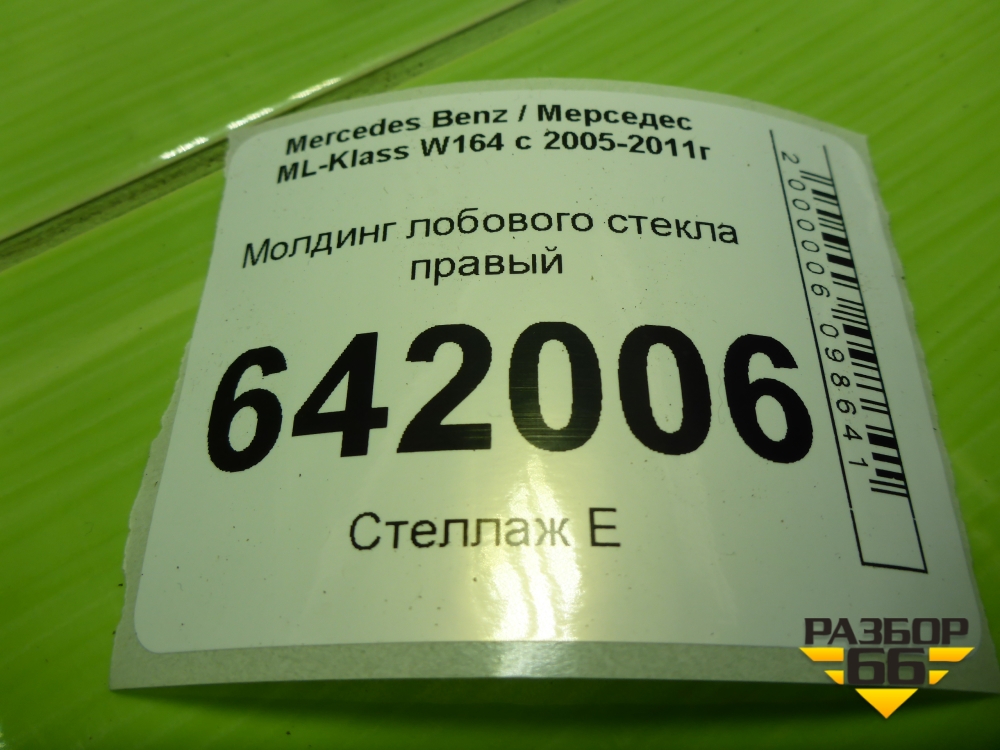 Mercedes Benz / Мерседес
ML-Klass W164 с 2005-2011г
Молдинг лобового стекла
правый
642006
Стеллаж Е
2000006098641
РАЗБОР
66